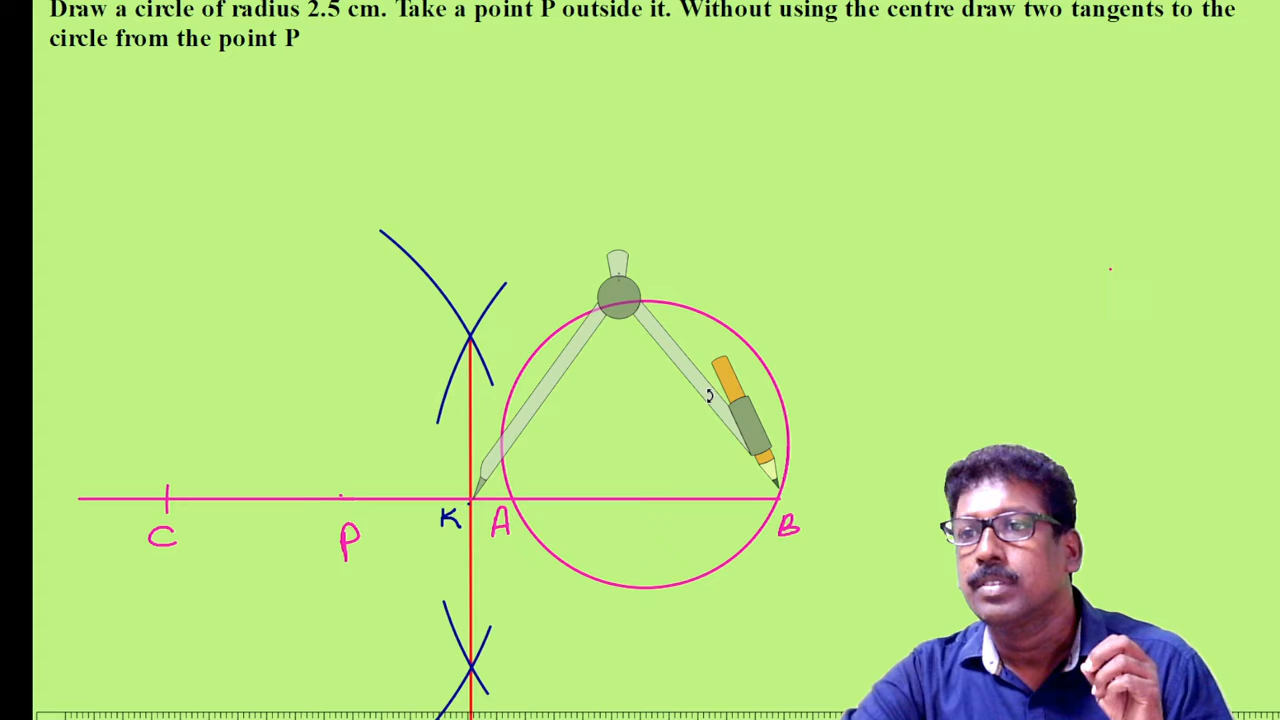 Draw a circle of radius 2.5 cm. Take a point P outside it. Without using the centre draw two tangents to the
circle from the point P
C P K A B